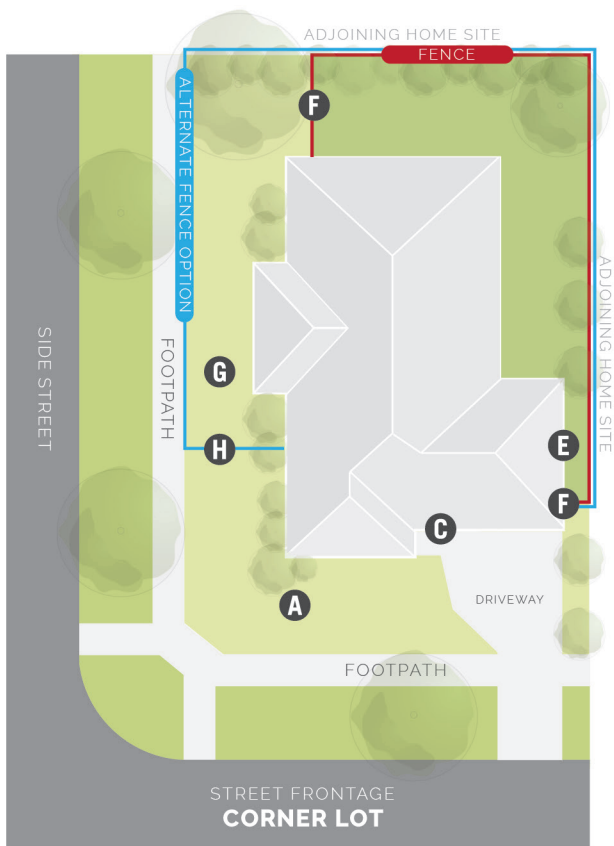 ADJOINING HOME SITE
FENCE
F
ALTERNATE FENCE OPTION
ADJOINING HOME SITE
SIDE STREET
FOOTPATH
G
H
E
F
C
A
DRIVEWAY
FOOTPATH
STREET FRONTAGE
CORNER LOT